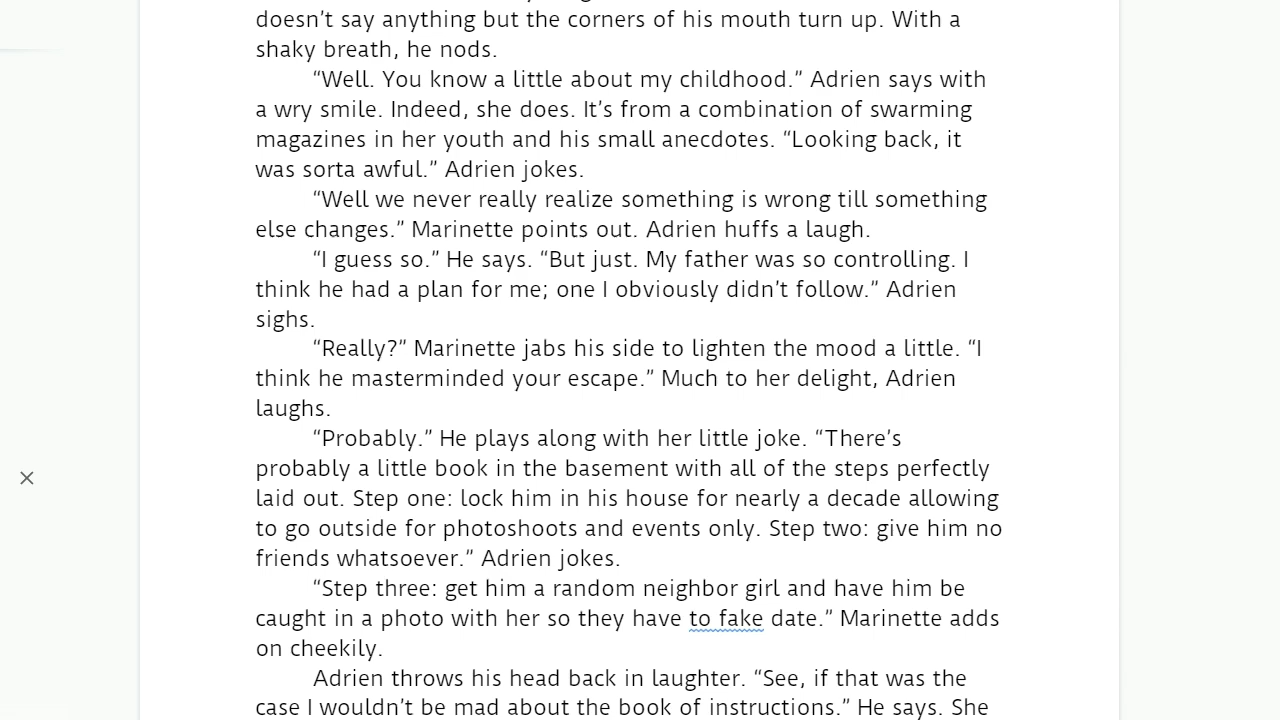 doesn’t say anything but the corners of his mouth turn up. With a
shaky breath, he nods.
“Well. You know a little about my childhood.” Adrien says with
a wry smile. Indeed, she does. It’s from a combination of swarming
magazines in her youth and his small anecdotes. “Looking back, it
was sorta awful.” Adrien jokes.
“Well we never really realize something is wrong till something
else changes.” Marinette points out. Adrien huffs a laugh.
“I guess so.” He says. “But just. My father was so controlling. I
think he had a plan for me; one I obviously didn’t follow.” Adrien
sighs.
“Really?” Marinette jabs his side to lighten the mood a little. “I
think he masterminded your escape.” Much to her delight, Adrien
laughs.
“Probably.” He plays along with her little joke. “There’s
probably a little book in the basement with all of the steps perfectly
laid out. Step one: lock him in his house for nearly a decade allowing
to go outside for photoshoots and events only. Step two: give him no
friends whatsoever.” Adrien jokes.
“Step three: get him a random neighbor girl and have him be
caught in a photo with her so they have to fake date.” Marinette adds
on cheekily.
Adrien throws his head back in laughter. “See, if that was the
case I wouldn’t be mad about the book of instructions.” He says. She